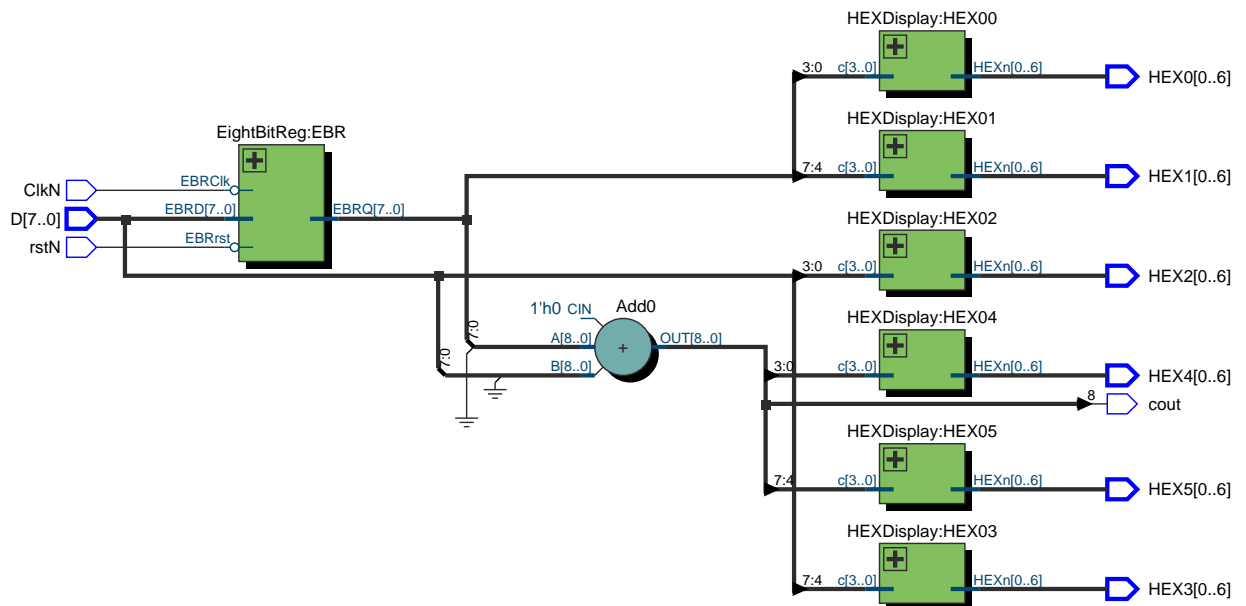 HEXDisplay:HEX00
3:0 c[3..0] HEXn[0..6] HEX0[0..6]
HEXDisplay:HEX01
EightBitReg:EBR
7:4 c[3..0] HEXn[0..6] HEX1[0..6]
ClkN EBRClk
D[7..0] EBRD[7..0] EBRQ[7..0]
HEXDisplay:HEX02
rstN EBRrst
3:0 c[3..0] HEXn[0..6] HEX2[0..6]
1'h0 CIN Add0
HEXDisplay:HEX04
7:0 A[8..0] + OUT[8..0]
7:0 B[8..0]
3:0 c[3..0] HEXn[0..6] HEX4[0..6]
8 cout
HEXDisplay:HEX05
7:4 c[3..0] HEXn[0..6] HEX5[0..6]
HEXDisplay:HEX03
7:4 c[3..0] HEXn[0..6] HEX3[0..6]